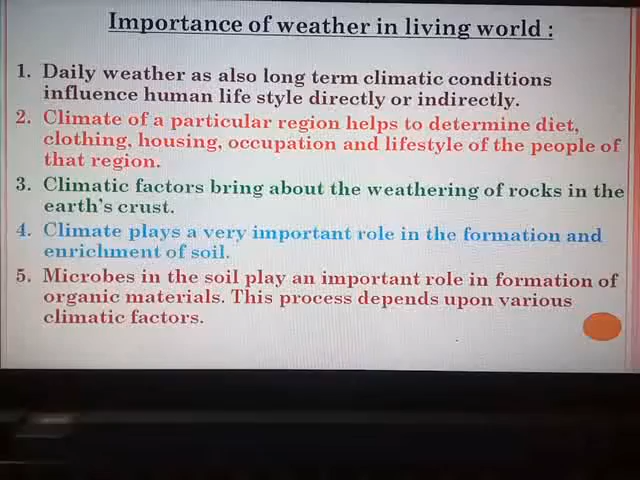 Importance of weather in living world :
1. Daily weather as also long term climatic conditions
influence human life style directly or indirectly.
2. Climate of a particular region helps to determine diet,
clothing, housing, occupation and lifestyle of the people of
that region.
3. Climatic factors bring about the weathering of rocks in the
earth's crust.
4. Climate plays a very important role in the formation and
enrichment of soil.
5. Microbes in the soil play an important role in formation of
organic materials. This process depends upon various
climatic factors.